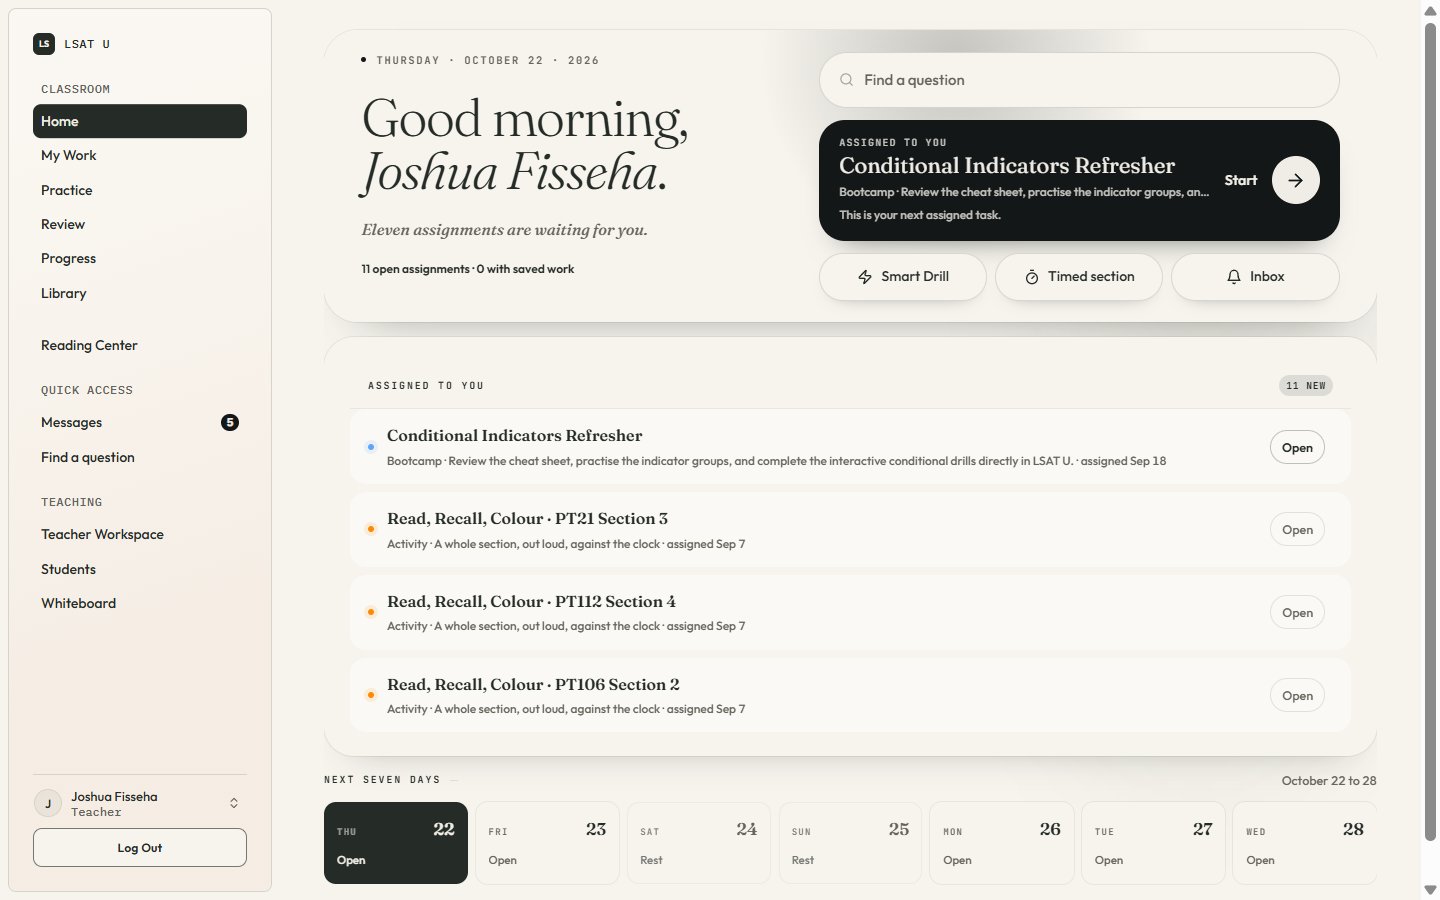 LS LSAT U
CLASSROOM
Home
My Work
Practice
Review
Progress
Library
Reading Center
QUICK ACCESS
Messages 5
Find a question
TEACHING
Teacher Workspace
Students
Whiteboard
J Joshua Fisseha
Teacher
Log Out
THURSDAY · OCTOBER 22 · 2026
Good morning,
Joshua Fisseha.
Eleven assignments are waiting for you.
11 open assignments · 0 with saved work
Find a question
ASSIGNED TO YOU
Conditional Indicators Refresher
Bootcamp · Review the cheat sheet, practise the indicator groups, an...
This is your next assigned task.
Start
Smart Drill
Timed section
Inbox
ASSIGNED TO YOU
11 NEW
Conditional Indicators Refresher
Bootcamp · Review the cheat sheet, practise the indicator groups, and complete the interactive conditional drills directly in LSAT U. · assigned Sep 18
Open
Read, Recall, Colour · PT21 Section 3
Activity · A whole section, out loud, against the clock · assigned Sep 7
Open
Read, Recall, Colour · PT112 Section 4
Activity · A whole section, out loud, against the clock · assigned Sep 7
Open
Read, Recall, Colour · PT106 Section 2
Activity · A whole section, out loud, against the clock · assigned Sep 7
Open
NEXT SEVEN DAYS —
October 22 to 28
THU 22
Open
FRI 23
Open
SAT 24
Rest
SUN 25
Rest
MON 26
Open
TUE 27
Open
WED 28
Open